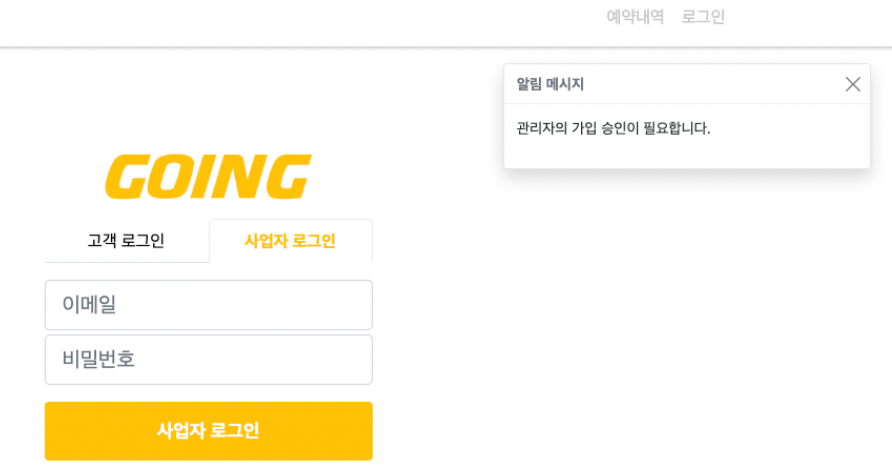 예약내역 로그인
알림 메시지
관리자의 가입 승인이 필요합니다.
GOING
고객 로그인 사업자 로그인
이메일
비밀번호
사업자 로그인